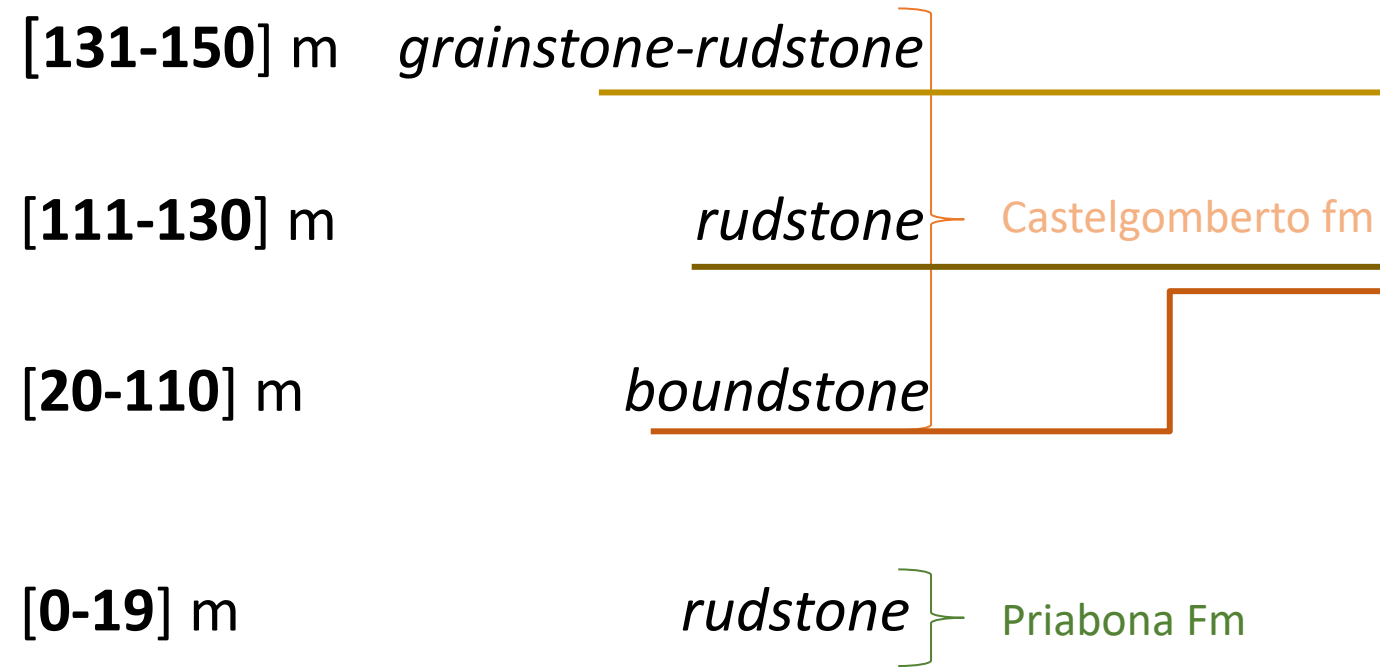 [131-150] m grainstone-rudstone
[111-130] m rudstone Castelgomberto fm
[20-110] m boundstone
[0-19] m rudstone Priabona Fm